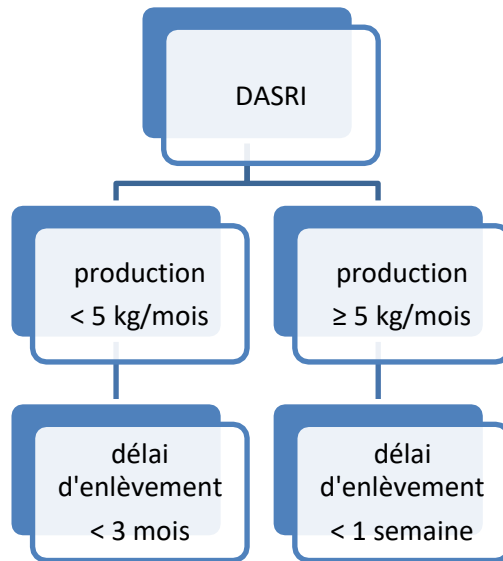 DASRI
production
< 5 kg/mois
production
≥ 5 kg/mois
délai
d'enlèvement
< 3 mois
délai
d'enlèvement
< 1 semaine